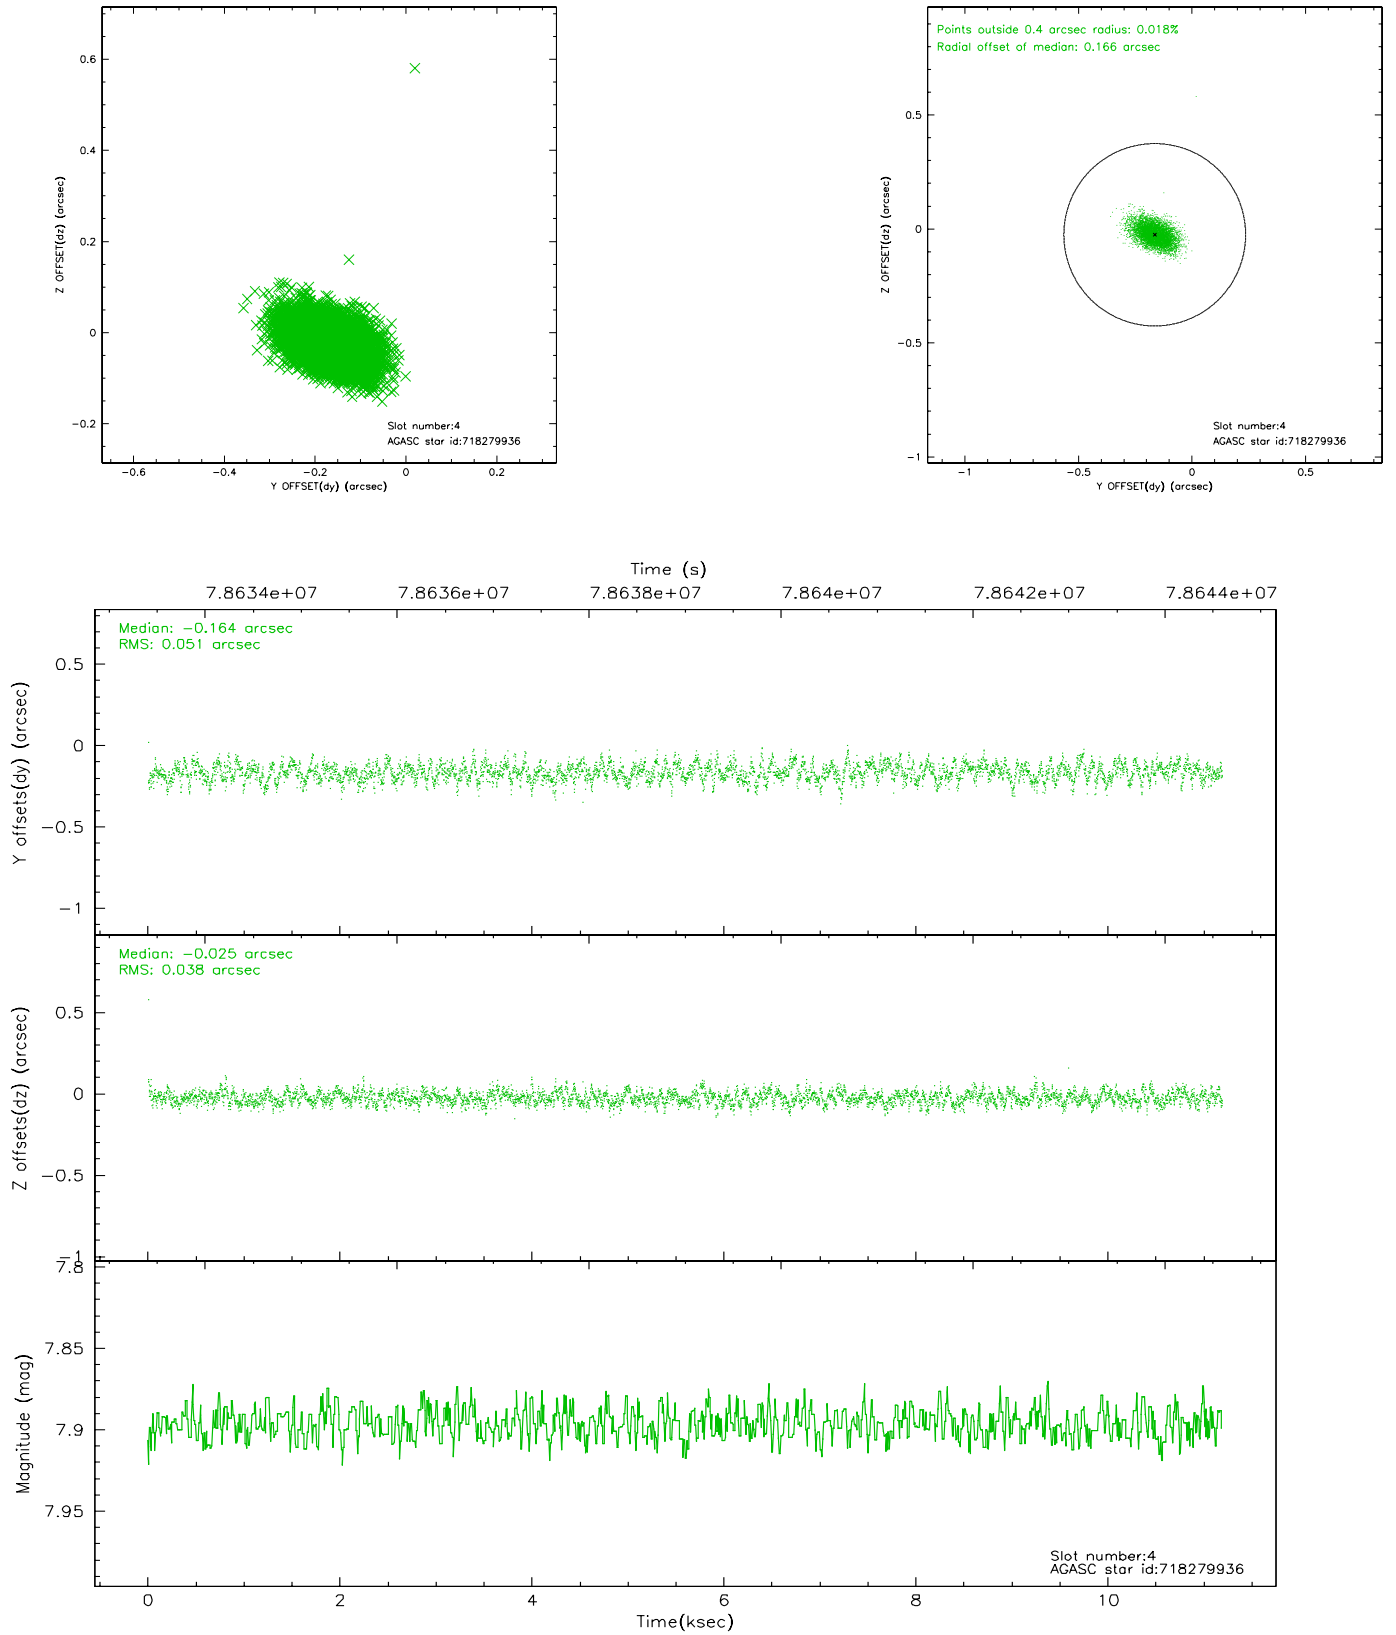 0.6
0.4
0.2
0
−0.2
Z OFFSET(dz) (arcsec)
Slot number:4
AGASC star id:718279936
−0.6 −0.4 −0.2 0 0.2
Y OFFSET(dy) (arcsec)
Points outside 0.4 arcsec radius: 0.018%
Radial offset of median: 0.166 arcsec
0.5
0
−0.5
−1
Z OFFSET(dz) (arcsec)
Slot number:4
AGASC star id:718279936
−1 −0.5 0 0.5
Y OFFSET(dy) (arcsec)
Time (s)
7.8634e+07 7.8636e+07 7.8638e+07 7.864e+07 7.8642e+07 7.8644e+07
Median: −0.164 arcsec
RMS: 0.051 arcsec
0.5
0
−0.5
−1
Y offsets(dy) (arcsec)
Median: −0.025 arcsec
RMS: 0.038 arcsec
0.5
0
−0.5
−1
Z offsets(dz) (arcsec)
7.8
7.85
7.9
7.95
Magnitude (mag)
Slot number:4
AGASC star id:718279936
0 2 4 6 8 10
Time(ksec)